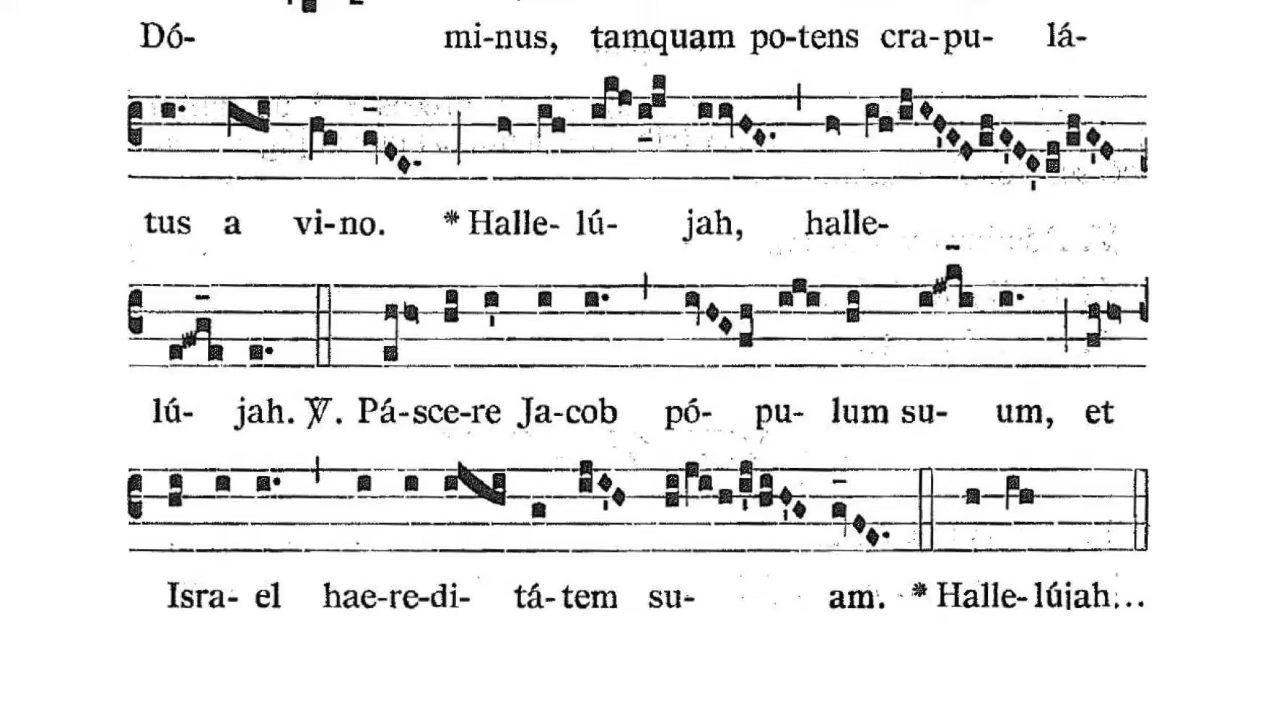 Dó- mi-nus, tamquam po-tens cra-pu- lá-
tus a vi-no. * Halle- lú- jah, halle-
lú- jah. ℣. Pá-sce-re Ja-cob pó- pu- lum su- um, et
Isra- el hae-re-di- tá-tem su- am. * Halle-lújah...